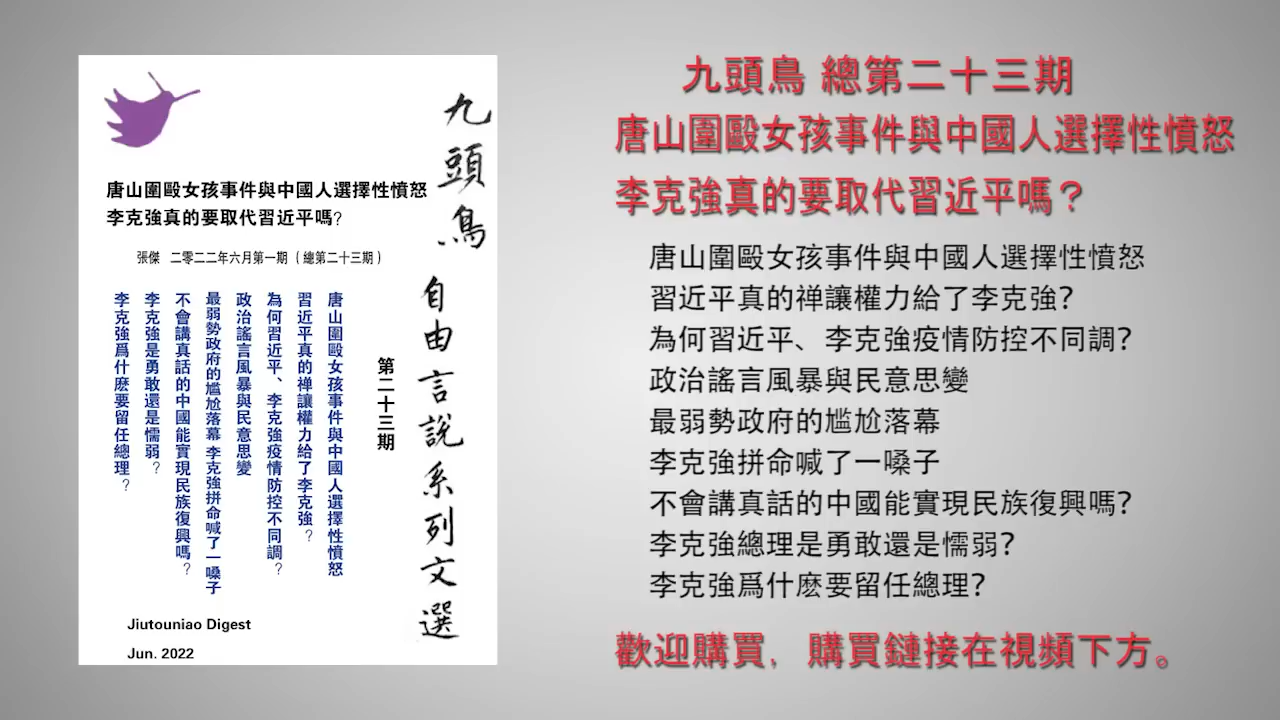 九頭鳥 自由言說系列文選
唐山圍毆女孩事件與中國人選擇性憤怒
李克強真的要取代習近平嗎?
張傑 二零二二年六月第一期 (總第二十三期)
第二十三期
唐山圍毆女孩事件與中國人選擇性憤怒
習近平真的禅讓權力給了李克強?
為何習近平、李克強疫情防控不同調?
政治謠言風暴與民意思變
最弱勢政府的尷尬落幕 李克強拼命喊了一嗓子
不會講真話的中國能實現民族復興嗎?
李克強是勇敢還是懦弱?
李克強爲什麽要留任總理?
Jiutouniao Digest
Jun. 2022
九頭鳥 總第二十三期
唐山圍毆女孩事件與中國人選擇性憤怒
李克強真的要取代習近平嗎？
唐山圍毆女孩事件與中國人選擇性憤怒
習近平真的禅讓權力給了李克強?
為何習近平、李克強疫情防控不同調?
政治謠言風暴與民意思變
最弱勢政府的尷尬落幕
李克強拼命喊了一嗓子
不會講真話的中國能實現民族復興嗎?
李克強總理是勇敢還是懦弱?
李克強爲什麽要留任總理?
歡迎購買，購買鏈接在視頻下方。